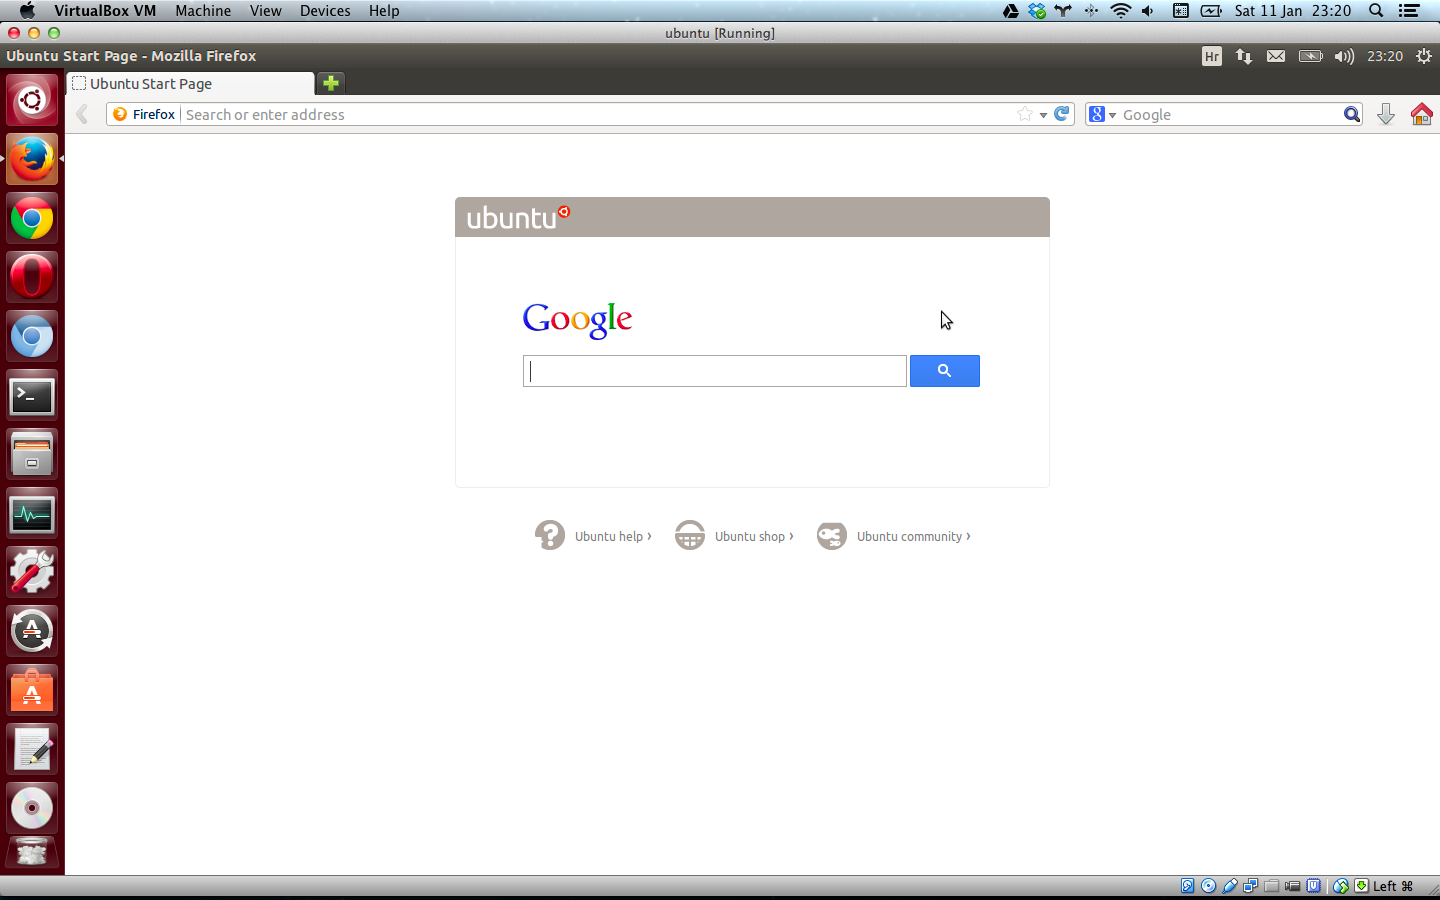 VirtualBox VM Machine View Devices Help Sat 11 Jan 23:20
ubuntu [Running]
Ubuntu Start Page - Mozilla Firefox Hr 23:20
Ubuntu Start Page
Firefox Search or enter address Google
ubuntu
Google
Ubuntu help › Ubuntu shop › Ubuntu community ›
Left ⌘